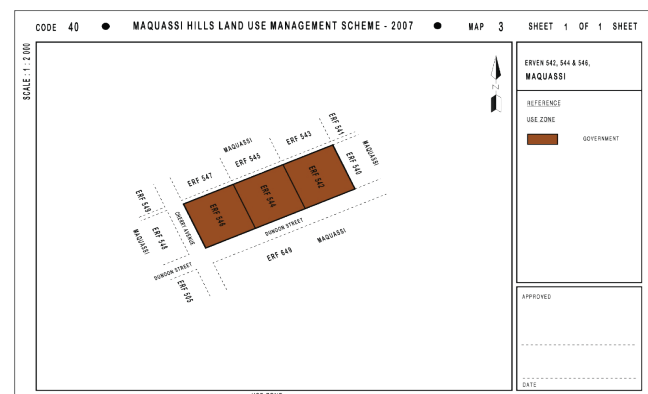 CODE 40 ● MAQUASSI HILLS LAND USE MANAGEMENT SCHEME - 2007 ● MAP 3 SHEET 1 OF 1 SHEET
SCALE : 1 : 2 000
ERVEN 542, 544 & 546,
MAQUASSI
REFERENCE
USE ZONE
GOVERNMENT
N
ERF 541
ERF 543
MAQUASSI
ERF 545
ERF 547
MAQUASSI
ERF 540
ERF 542
ERF 544
ERF 546
ERF 549
CHERRY AVENUE
ERF 548
MAQUASSI
DUNDON STREET
DUNDON STREET
ERF 649
MAQUASSI
ERF 505
APPROVED
DATE